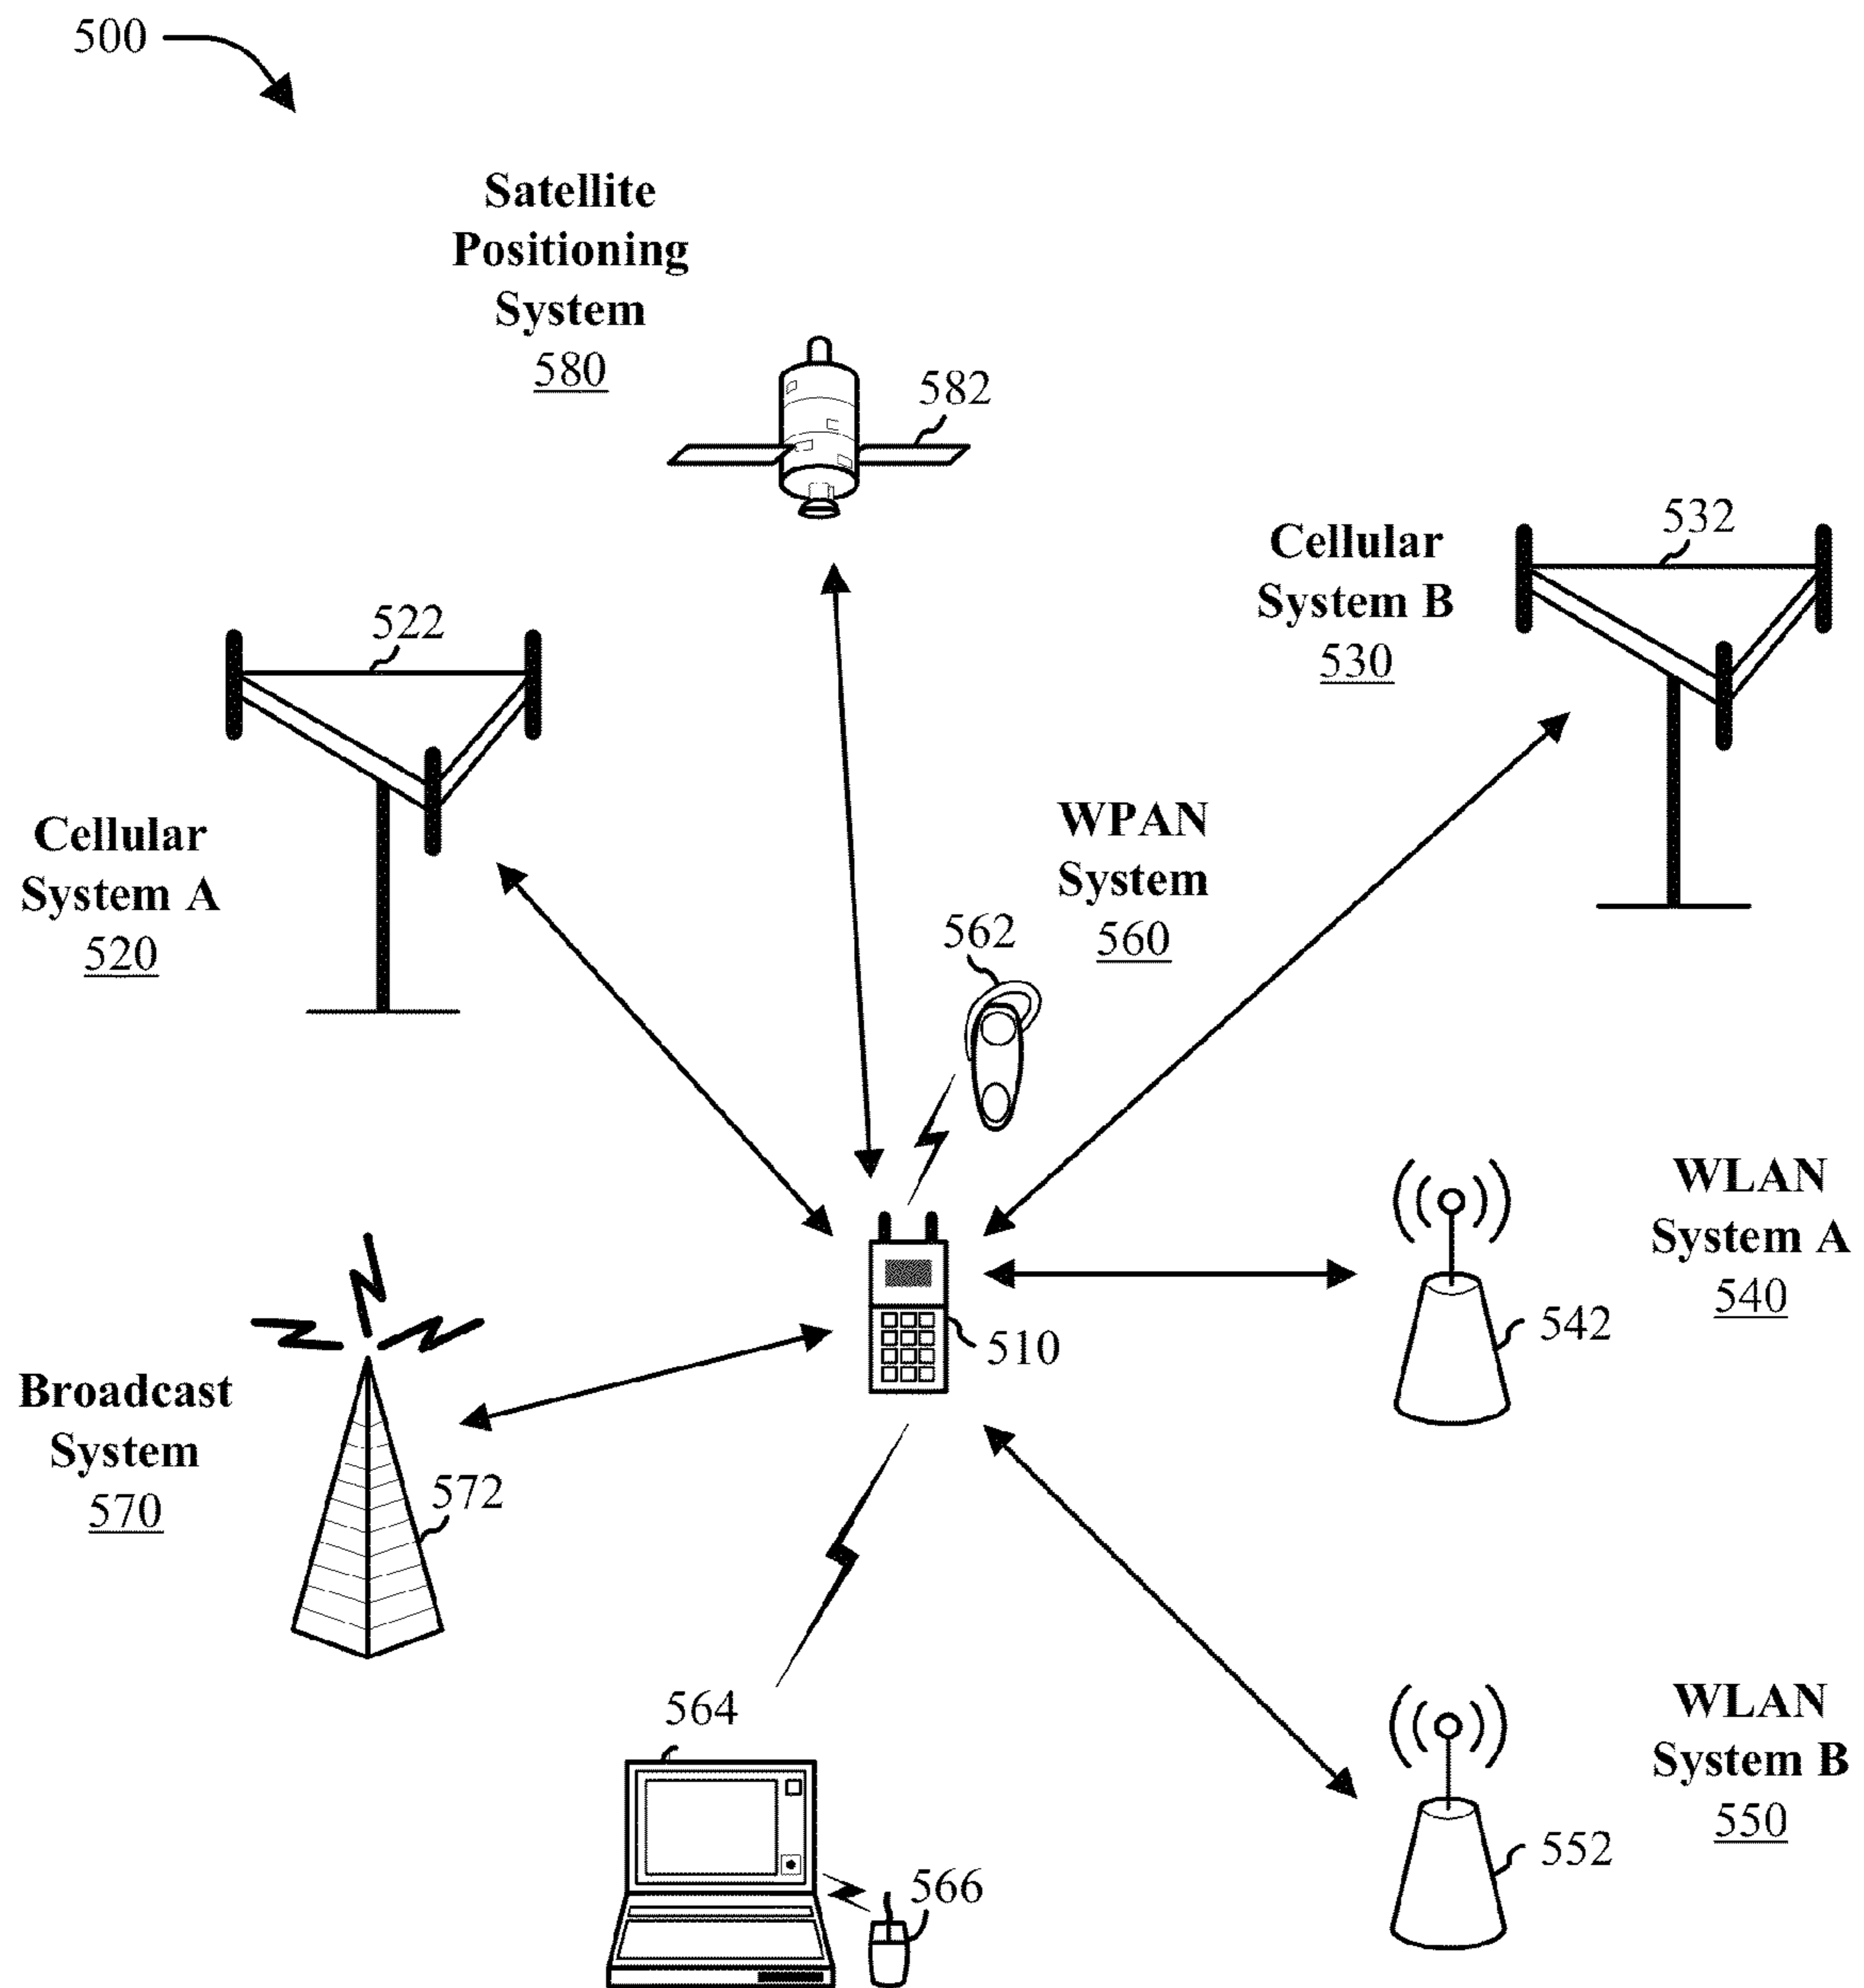 500
Satellite
Positioning
System
580
582
Cellular
System B
530
532
522
Cellular
System A
520
WPAN
System
560
562
WLAN
System A
540
542
510
Broadcast
System
570
572
564
566
WLAN
System B
550
552